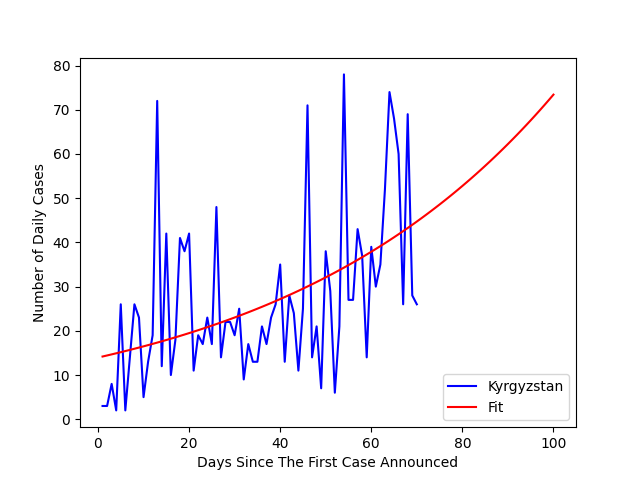 80
70
60
50
40
30
20
10
0
Number of Daily Cases
0 20 40 60 80 100
Days Since The First Case Announced
Kyrgyzstan
Fit